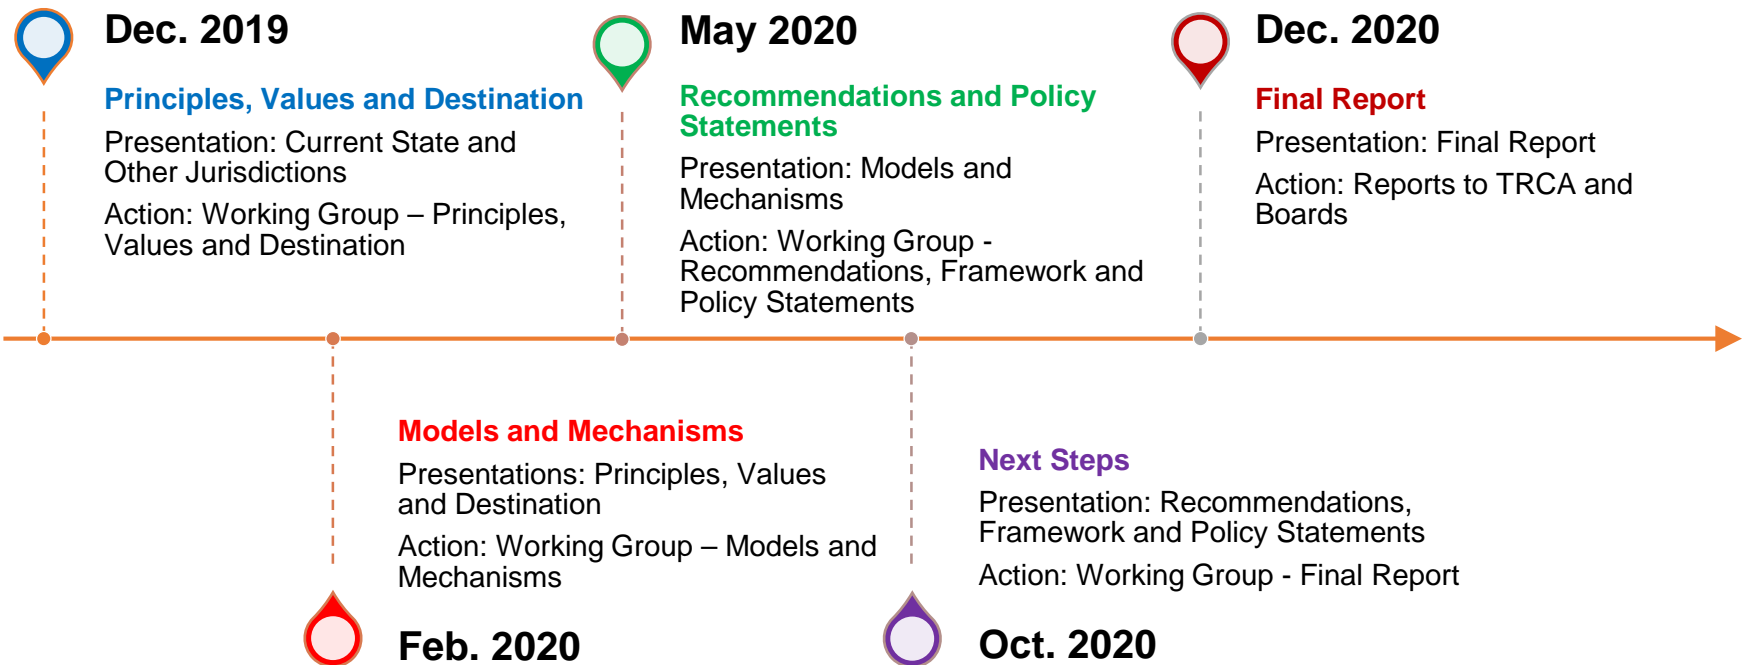 Dec. 2019
Principles, Values and Destination
Presentation: Current State and
Other Jurisdictions
Action: Working Group – Principles,
Values and Destination
May 2020
Recommendations and Policy
Statements
Presentation: Models and
Mechanisms
Action: Working Group -
Recommendations, Framework and
Policy Statements
Dec. 2020
Final Report
Presentation: Final Report
Action: Reports to TRCA and
Boards
Models and Mechanisms
Presentations: Principles, Values
and Destination
Action: Working Group – Models and
Mechanisms
Feb. 2020
Next Steps
Presentation: Recommendations,
Framework and Policy Statements
Action: Working Group - Final Report
Oct. 2020